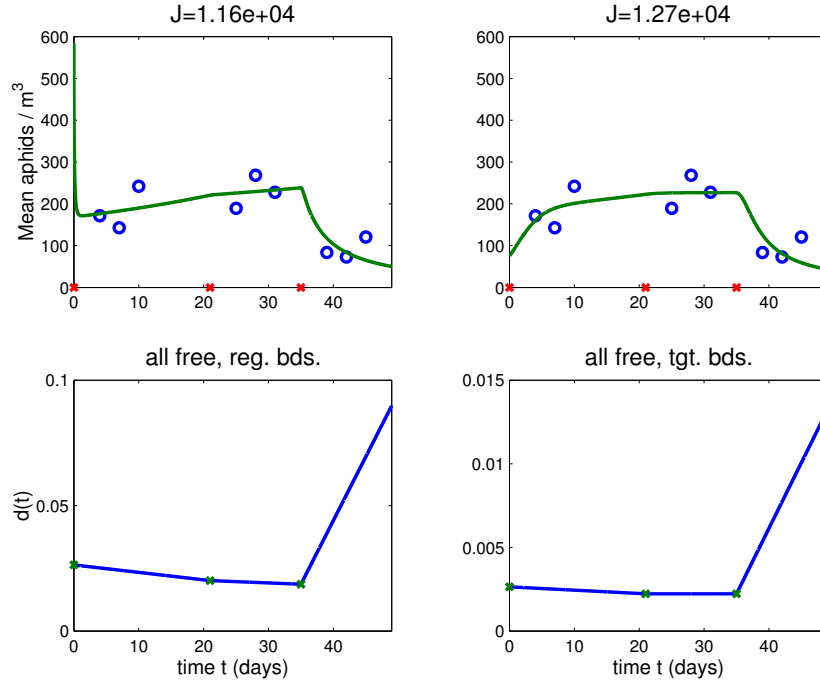 J=1.16e+04
J=1.27e+04
600
500
400
300
200
100
0
Mean aphids / m³
0 10 20 30 40
600
500
400
300
200
100
0
0 10 20 30 40
all free, reg. bds.
all free, tgt. bds.
0.1
0.05
0
d(t)
0 10 20 30 40
time t (days)
0.015
0.01
0.005
0
0 10 20 30 40
time t (days)